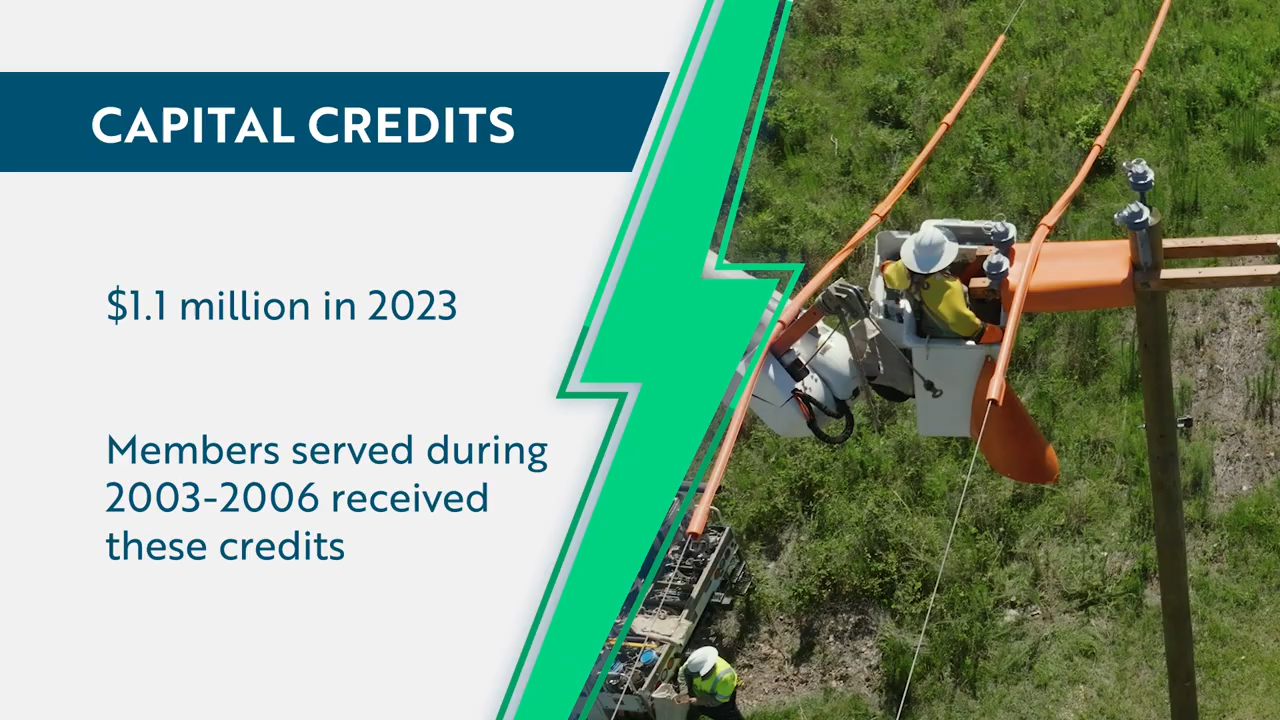 CAPITAL CREDITS
$1.1 million in 2023
Members served during
2003-2006 received
these credits